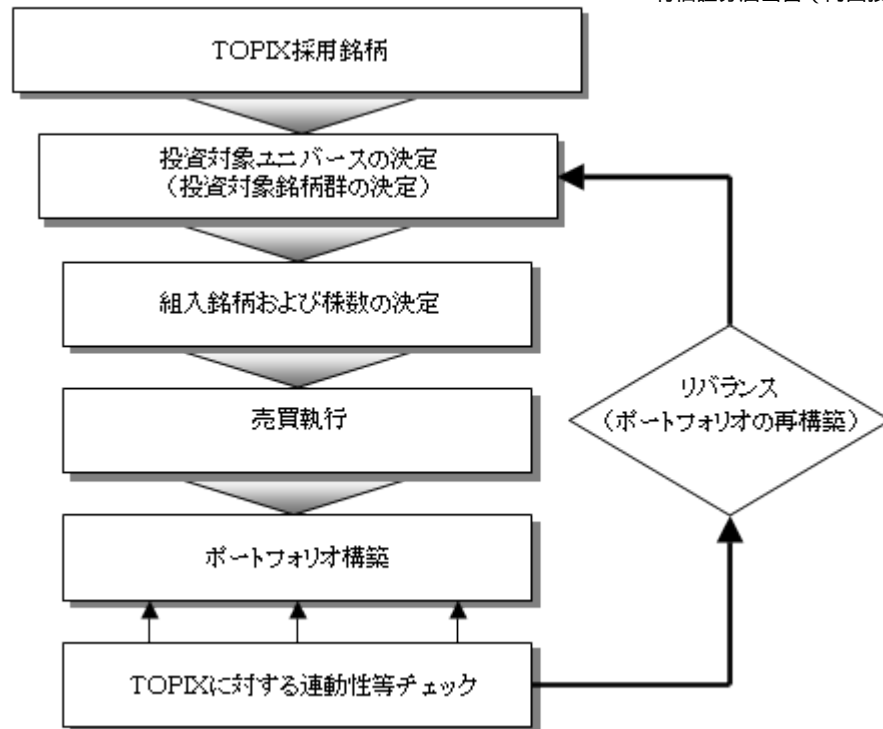 TOPIX採用銘柄
投資対象ユニバースの決定
（投資対象銘柄群の決定）
組入銘柄および株数の決定
売買執行
リバランス
（ポートフォリオの再構築）
ポートフォリオ構築
TOPIXに対する連動性等チェック